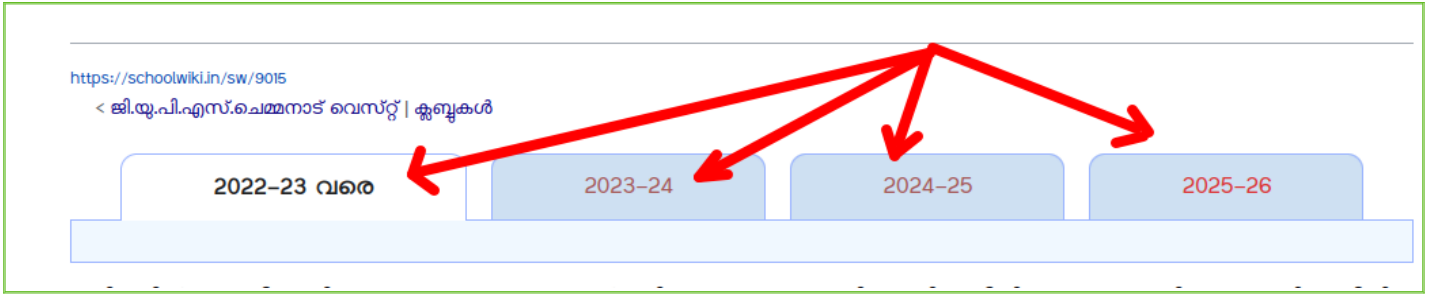 https://schoolwiki.in/sw/9015
< ജി.യു.പി.എസ്.ചെമ്മനാട് വെസ്റ്റ് | ക്ലബ്ബുകൾ
2022-23 വരെ 2023-24 2024-25 2025-26